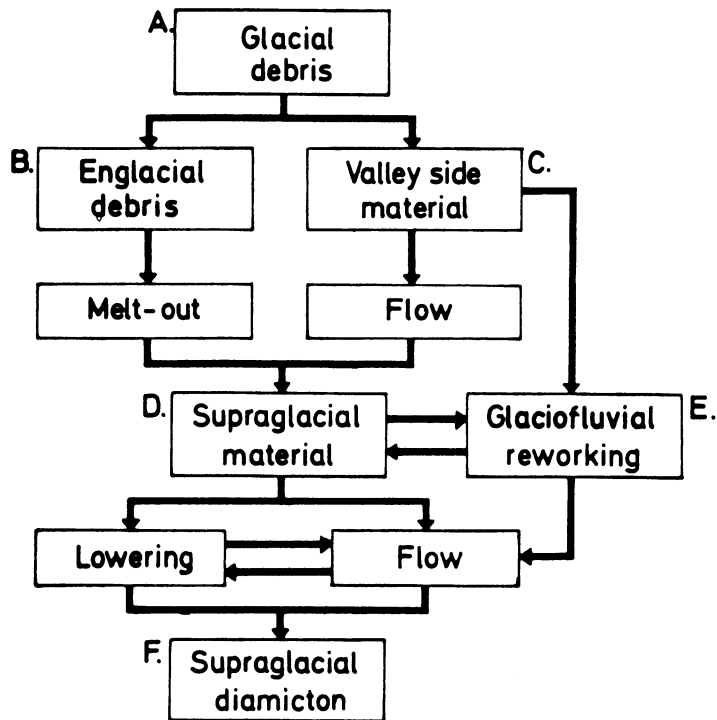 A.
Glacial
debris
B.
Englacial
debris
Valley side
material
C.
Melt-out
Flow
D.
Supraglacial
material
Glaciofluvial
reworking
E.
Lowering
Flow
F.
Supraglacial
diamicton